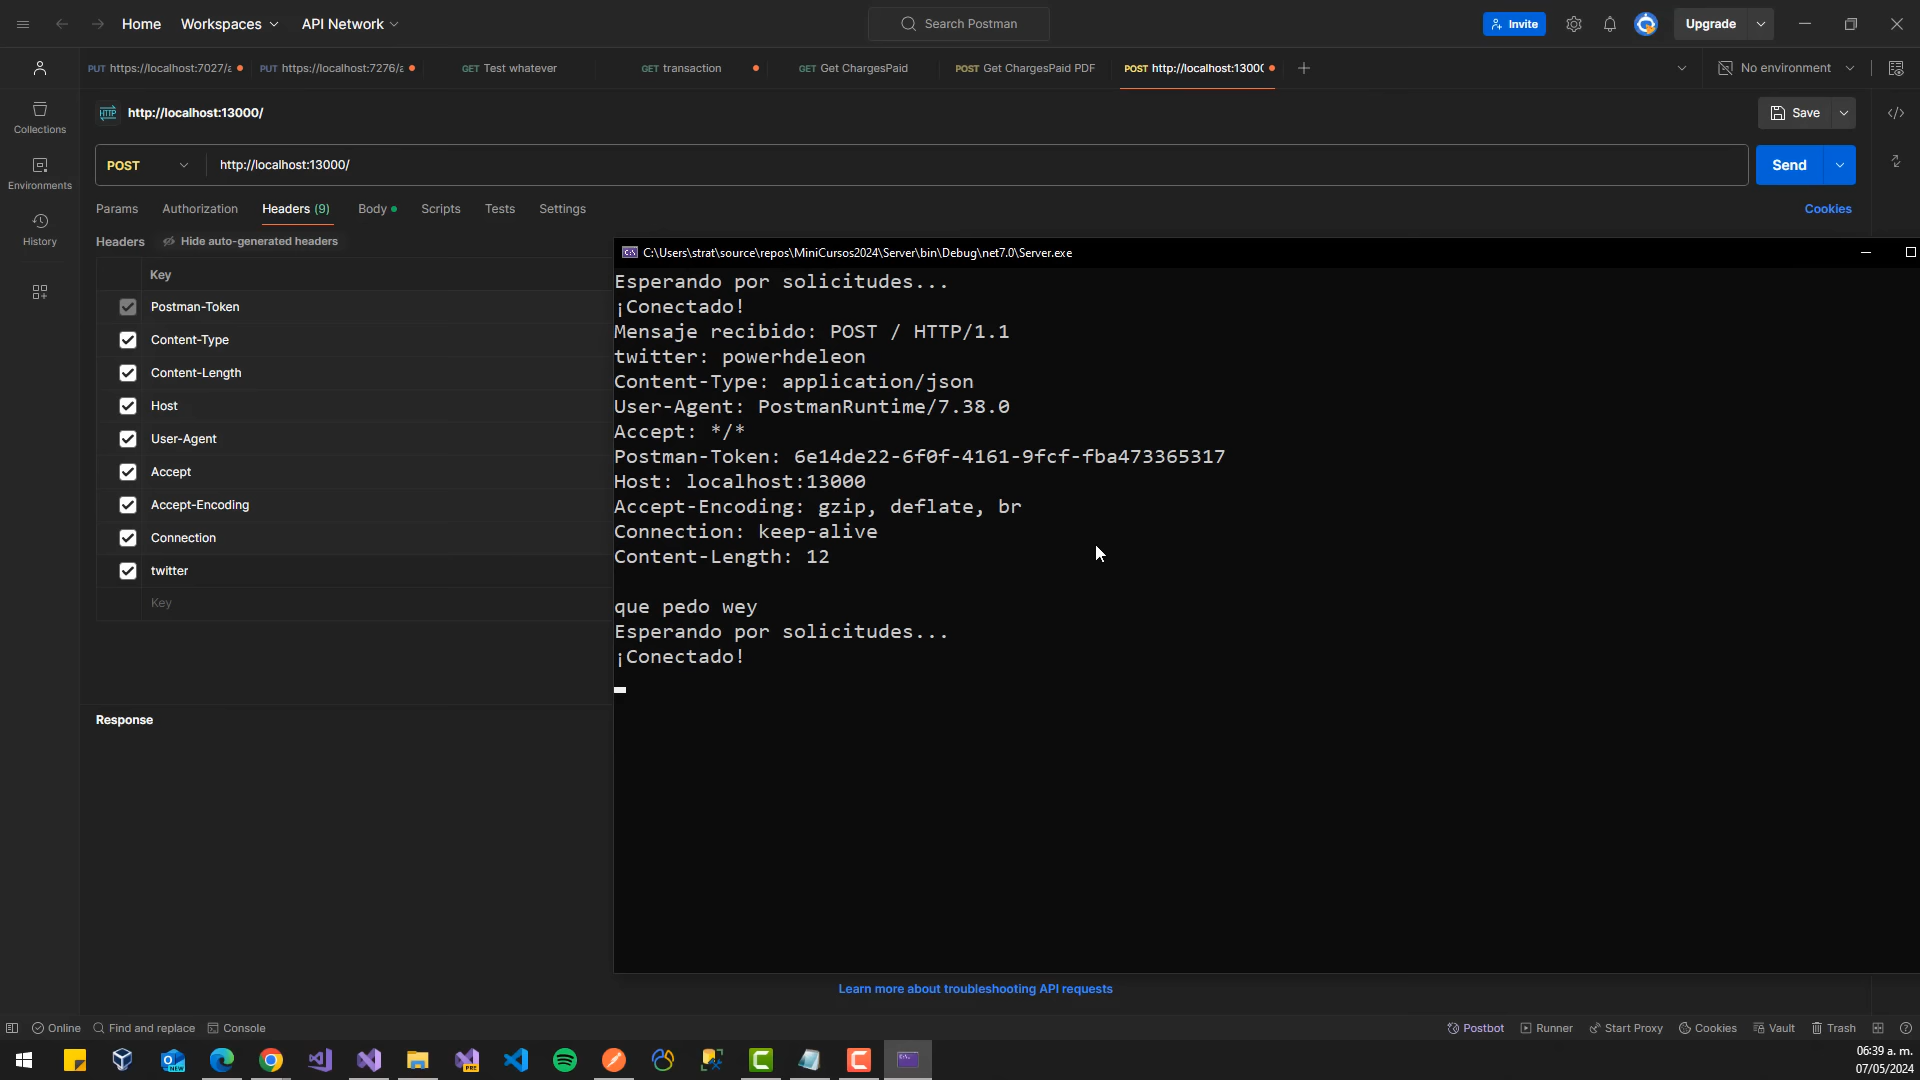 Home
Workspaces
API Network
Search Postman
Invite
Upgrade
PUT https://localhost:7027/a
PUT https://localhost:7276/a
GET Test whatever
GET transaction
GET Get ChargesPaid
POST Get ChargesPaid PDF
POST http://localhost:13000
No environment
Collections
Environments
History
HTTP http://localhost:13000/
Save
POST http://localhost:13000/
Send
Params
Authorization
Headers (9)
Body
Scripts
Tests
Settings
Cookies
Headers
Hide auto-generated headers
Key
Postman-Token
Content-Type
Content-Length
Host
User-Agent
Accept
Accept-Encoding
Connection
twitter
Key
Response
C:\Users\strat\source\repos\MiniCursos2024\Server\bin\Debug\net7.0\Server.exe
Esperando por solicitudes...
¡Conectado!
Mensaje recibido: POST / HTTP/1.1
twitter: powerhdeleon
Content-Type: application/json
User-Agent: PostmanRuntime/7.38.0
Accept: */*
Postman-Token: 6e14de22-6f0f-4161-9fcf-fba473365317
Host: localhost:13000
Accept-Encoding: gzip, deflate, br
Connection: keep-alive
Content-Length: 12
que pedo wey
Esperando por solicitudes...
¡Conectado!
Learn more about troubleshooting API requests
Online
Find and replace
Console
Postbot
Runner
Start Proxy
Cookies
Vault
Trash
NEW
PRE
06:39 a. m.
07/05/2024